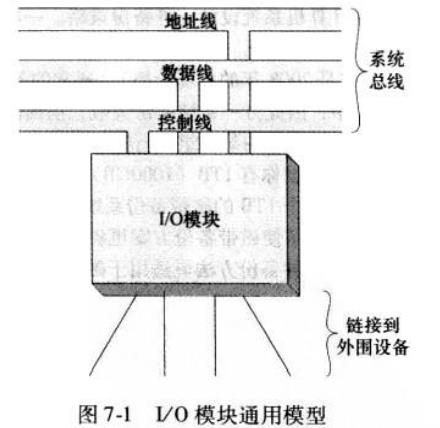 地址线
数据线
控制线
系统
总线
I/O模块
链接到
外围设备
图 7-1 I/O 模块通用模型